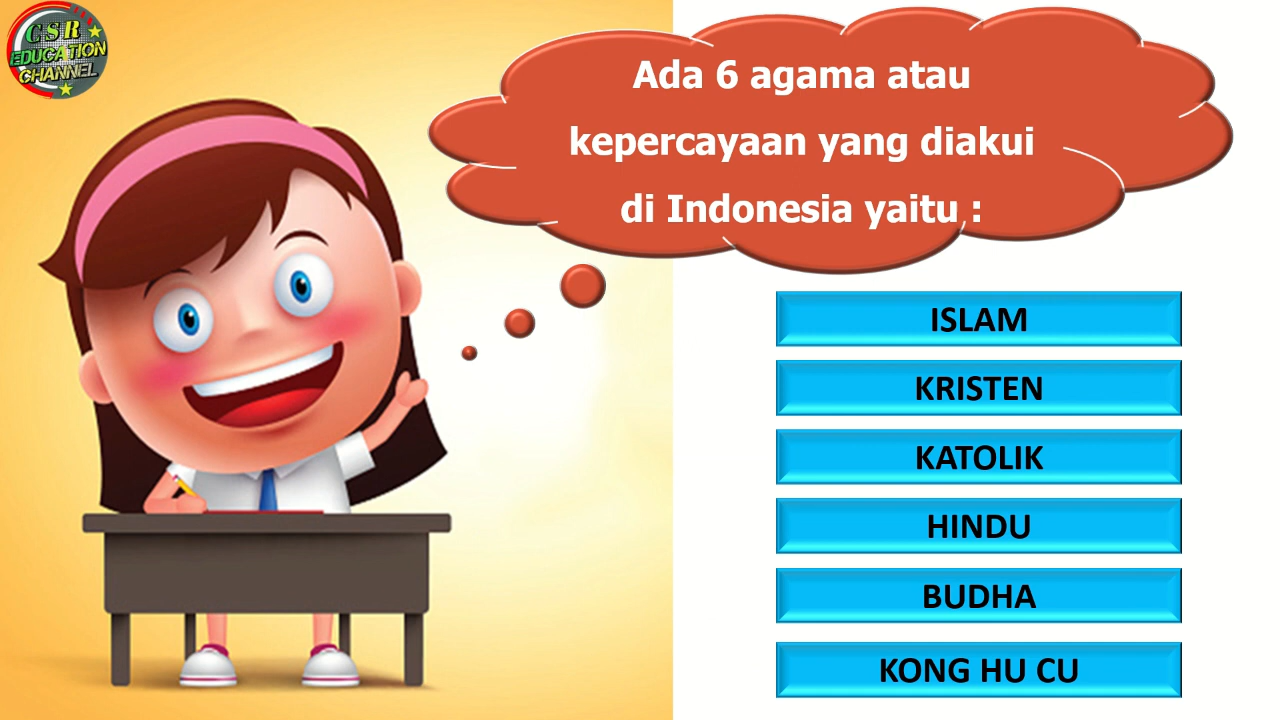 CSR
EDUCATION
CHANNEL
Ada 6 agama atau
kepercayaan yang diakui
di Indonesia yaitu :
ISLAM
KRISTEN
KATOLIK
HINDU
BUDHA
KONG HU CU